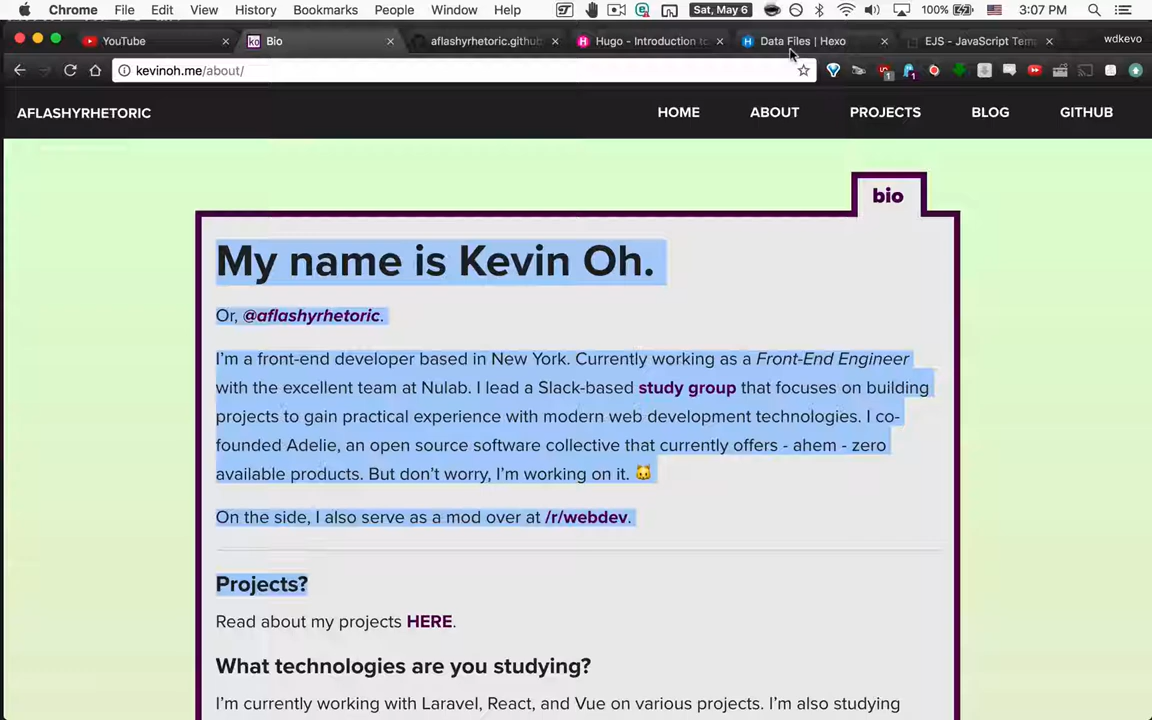 Chrome File Edit View History Bookmarks People Window Help Sat, May 6 100% 3:07 PM
YouTube Bio aflashyrhetoric.github Hugo - Introduction to Data Files | Hexo EJS - JavaScript Tem wdkevo
kevinoh.me/about/
AFLASHYRHETORIC HOME ABOUT PROJECTS BLOG GITHUB
bio
My name is Kevin Oh.
Or, @aflashyrhetoric.
I'm a front-end developer based in New York. Currently working as a Front-End Engineer
with the excellent team at Nulab. I lead a Slack-based study group that focuses on building
projects to gain practical experience with modern web development technologies. I co-
founded Adelie, an open source software collective that currently offers - ahem - zero
available products. But don't worry, I'm working on it. 🐱
On the side, I also serve as a mod over at /r/webdev.
Projects?
Read about my projects HERE.
What technologies are you studying?
I'm currently working with Laravel, React, and Vue on various projects. I'm also studying